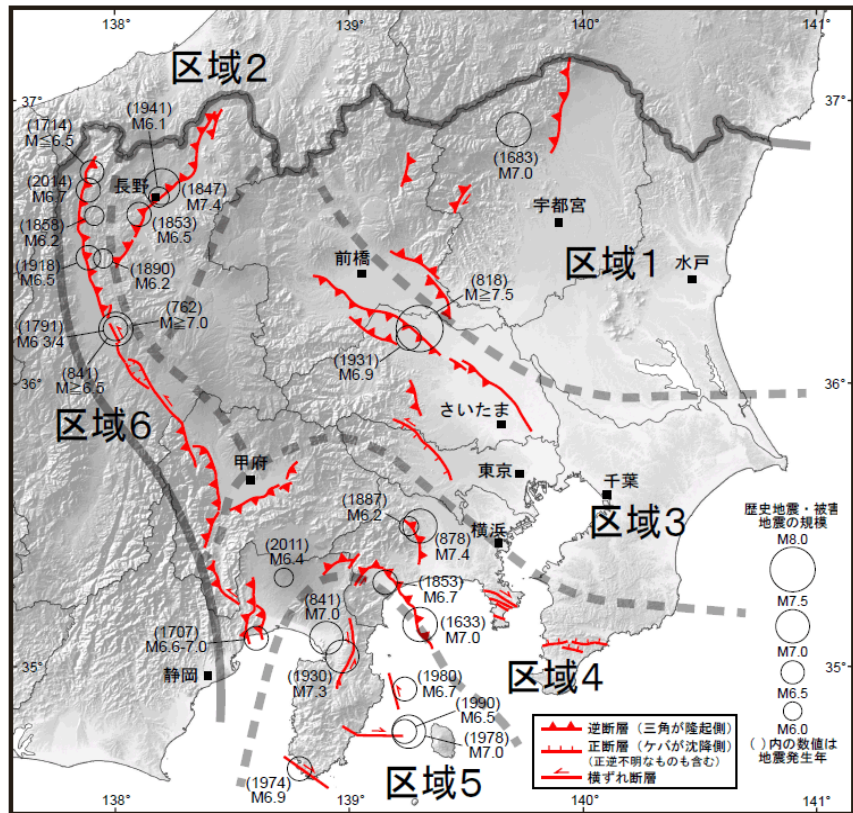 138°
139°
140°
141°
区域2
37°
37°
(1941)
M6.1
(1714)
M≦6.5
(1683)
M7.0
(2014)
M6.7
長野
(1847)
M7.4
宇都宮
(1858)
M6.2
(1853)
M6.5
前橋
区域1
水戸
(1918)
M6.5
(1890)
M6.2
(818)
M≧7.5
(762)
M≧7.0
(1791)
M6 3/4
(1931)
M6.9
(841)
M≧6.5
36°
36°
区域6
さいたま
甲府
東京
千葉
歴史地震・被害
地震の規模
(1887)
M6.2
横浜
区域3
(878)
M7.4
M8.0
(2011)
M6.4
M7.5
(1853)
M6.7
(841)
M7.0
(1633)
M7.0
M7.0
(1707)
M6.6-7.0
35°
35°
静岡
(1930)
M7.3
(1980)
M6.7
区域4
M6.5
(1990)
M6.5
M6.0
逆断層（三角が隆起側）
正断層（ケバが沈降側）
（正逆不明なものも含む）
横ずれ断層
( )内の数値は
地震発生年
(1978)
M7.0
(1974)
M6.9
区域5
138°
139°
140°
141°